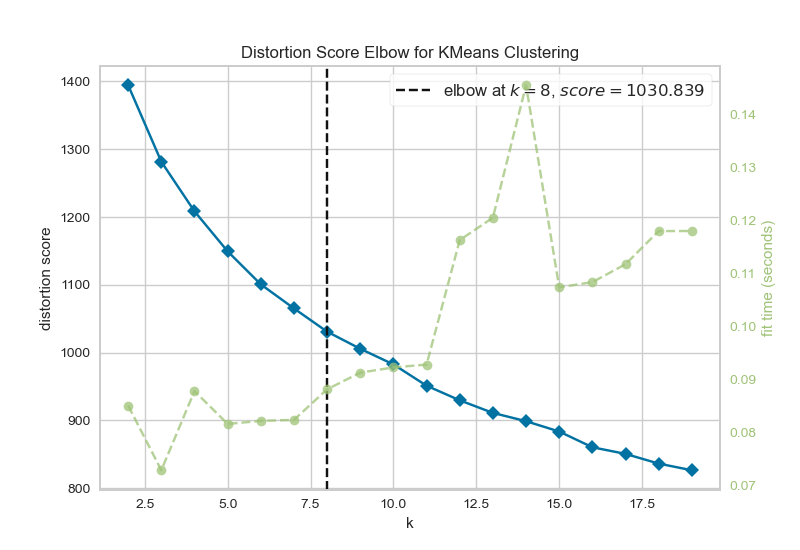 Distortion Score Elbow for KMeans Clustering
elbow at k = 8, score = 1030.839
1400
1300
1200
1100
1000
900
800
distortion score
0.14
0.13
0.12
0.11
0.10
0.09
0.08
0.07
fit time (seconds)
2.5 5.0 7.5 10.0 12.5 15.0 17.5
k